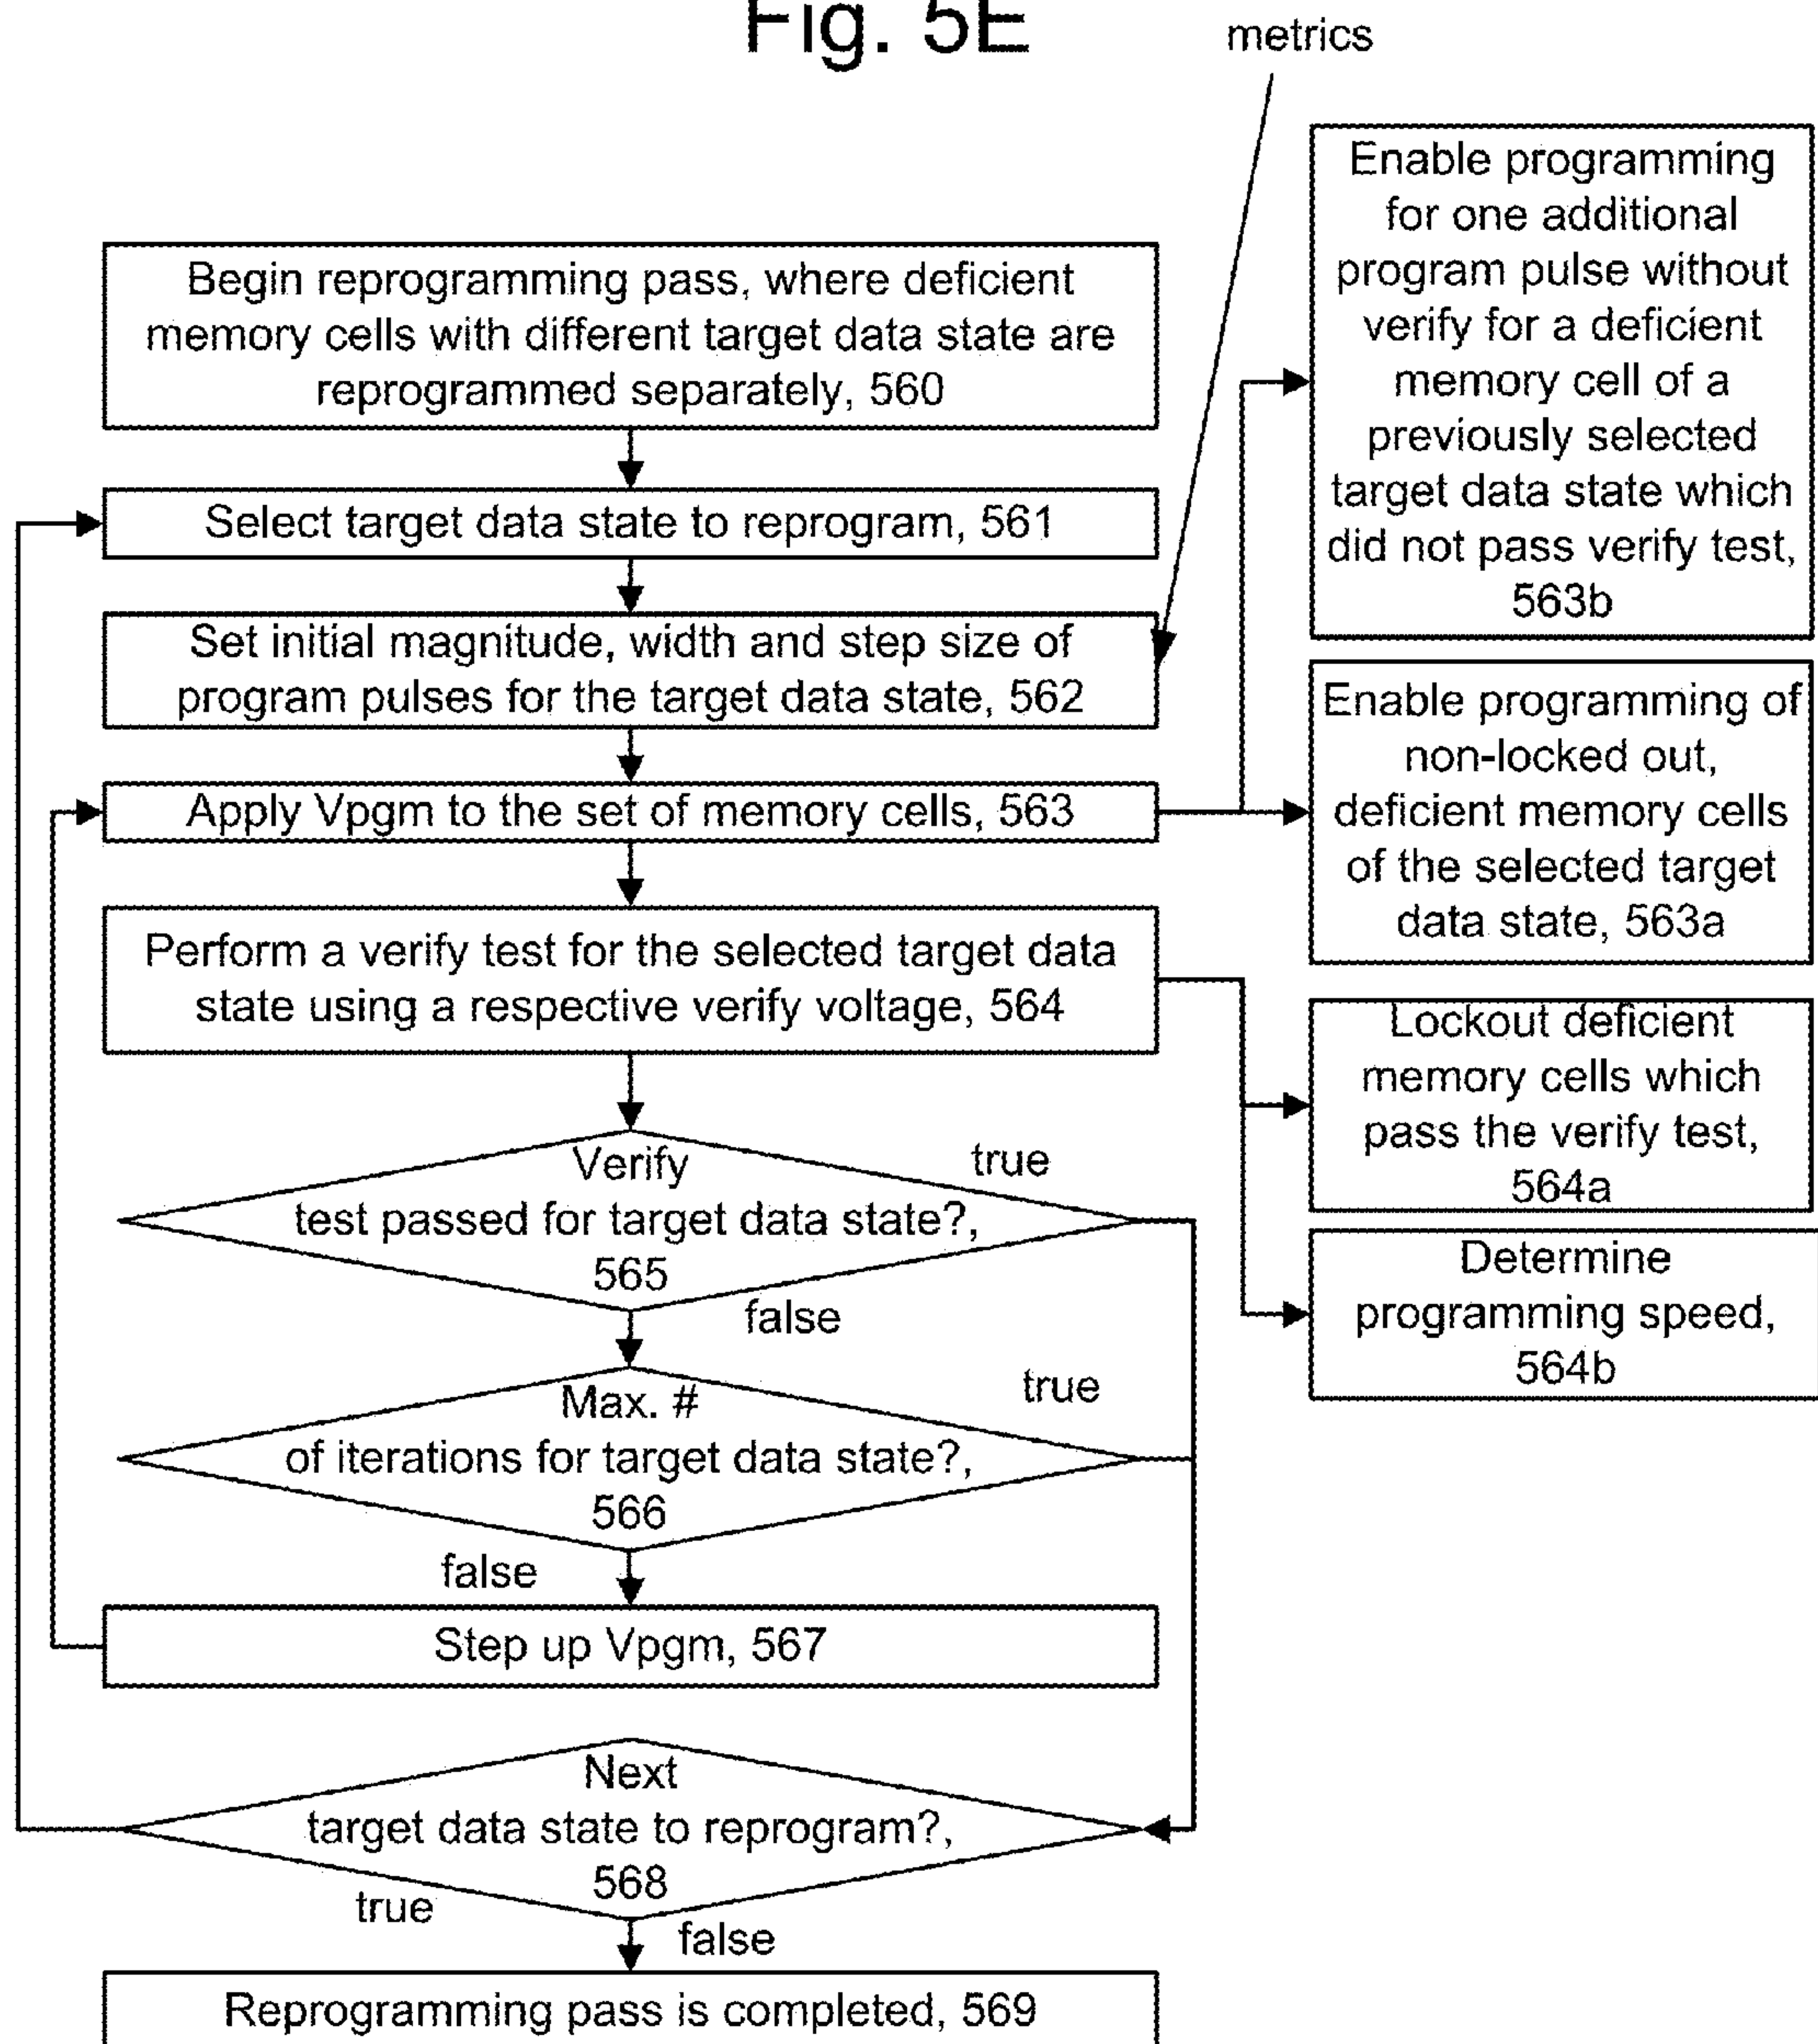 Fig. 5E
metrics
Begin reprogramming pass, where deficient
memory cells with different target data state are
reprogrammed separately, 560
Select target data state to reprogram, 561
Set initial magnitude, width and step size of
program pulses for the target data state, 562
Apply Vpgm to the set of memory cells, 563
Enable programming
for one additional
program pulse without
verify for a deficient
memory cell of a
previously selected
target data state which
did not pass verify test,
563b
Enable programming of
non-locked out,
deficient memory cells
of the selected target
data state, 563a
Perform a verify test for the selected target data
state using a respective verify voltage, 564
Lockout deficient
memory cells which
pass the verify test,
564a
Determine
programming speed,
564b
Verify
test passed for target data state?,
565
true
false
Max. #
of iterations for target data state?,
566
true
false
Step up Vpgm, 567
Next
target data state to reprogram?,
568
true
false
Reprogramming pass is completed, 569